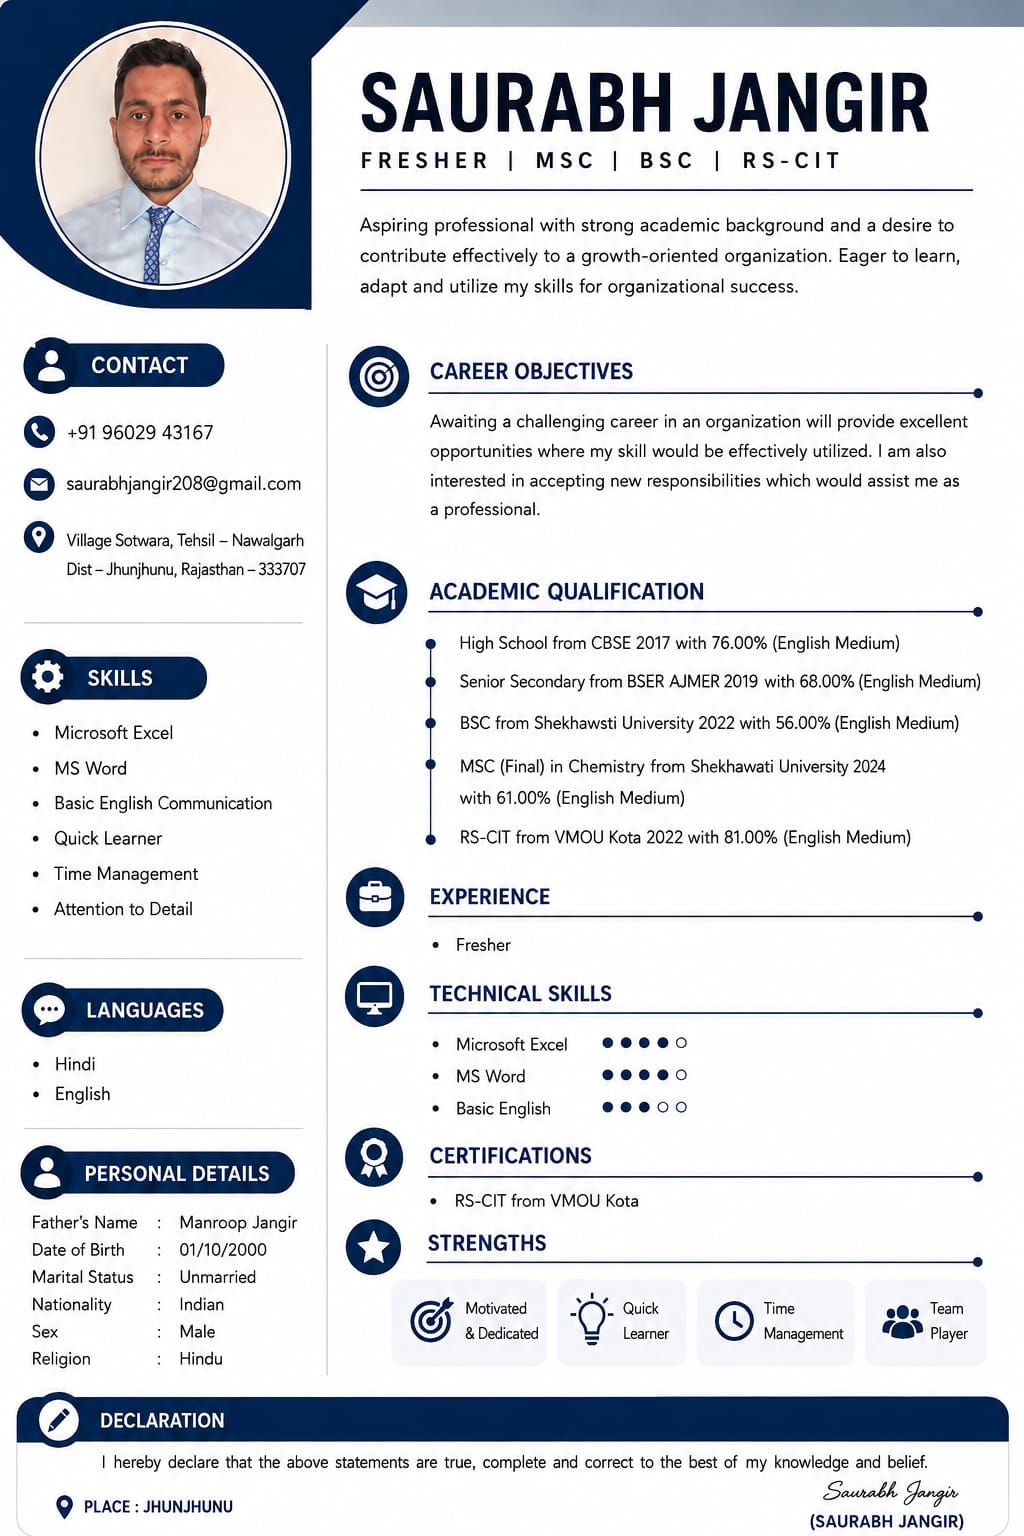 SAURABH JANGIR
FRESHER | MSC | BSC | RS-CIT
Aspiring professional with strong academic background and a desire to
contribute effectively to a growth-oriented organization. Eager to learn,
adapt and utilize my skills for organizational success.
CONTACT
+91 96029 43167
saurabhjangir208@gmail.com
Village Sotwara, Tehsil – Nawalgarh
Dist – Jhunjhunu, Rajasthan – 333707
SKILLS
• Microsoft Excel
• MS Word
• Basic English Communication
• Quick Learner
• Time Management
• Attention to Detail
LANGUAGES
• Hindi
• English
PERSONAL DETAILS
Father's Name : Manroop Jangir
Date of Birth : 01/10/2000
Marital Status : Unmarried
Nationality : Indian
Sex : Male
Religion : Hindu
CAREER OBJECTIVES
Awaiting a challenging career in an organization will provide excellent
opportunities where my skill would be effectively utilized. I am also
interested in accepting new responsibilities which would assist me as
a professional.
ACADEMIC QUALIFICATION
High School from CBSE 2017 with 76.00% (English Medium)
Senior Secondary from BSER AJMER 2019 with 68.00% (English Medium)
BSC from Shekhawsti University 2022 with 56.00% (English Medium)
MSC (Final) in Chemistry from Shekhawati University 2024
with 61.00% (English Medium)
RS-CIT from VMOU Kota 2022 with 81.00% (English Medium)
EXPERIENCE
• Fresher
TECHNICAL SKILLS
• Microsoft Excel
• MS Word
• Basic English
CERTIFICATIONS
• RS-CIT from VMOU Kota
STRENGTHS
Motivated
& Dedicated
Quick
Learner
Time
Management
Team
Player
DECLARATION
I hereby declare that the above statements are true, complete and correct to the best of my knowledge and belief.
Saurabh Jangir
PLACE : JHUNJHUNU
(SAURABH JANGIR)